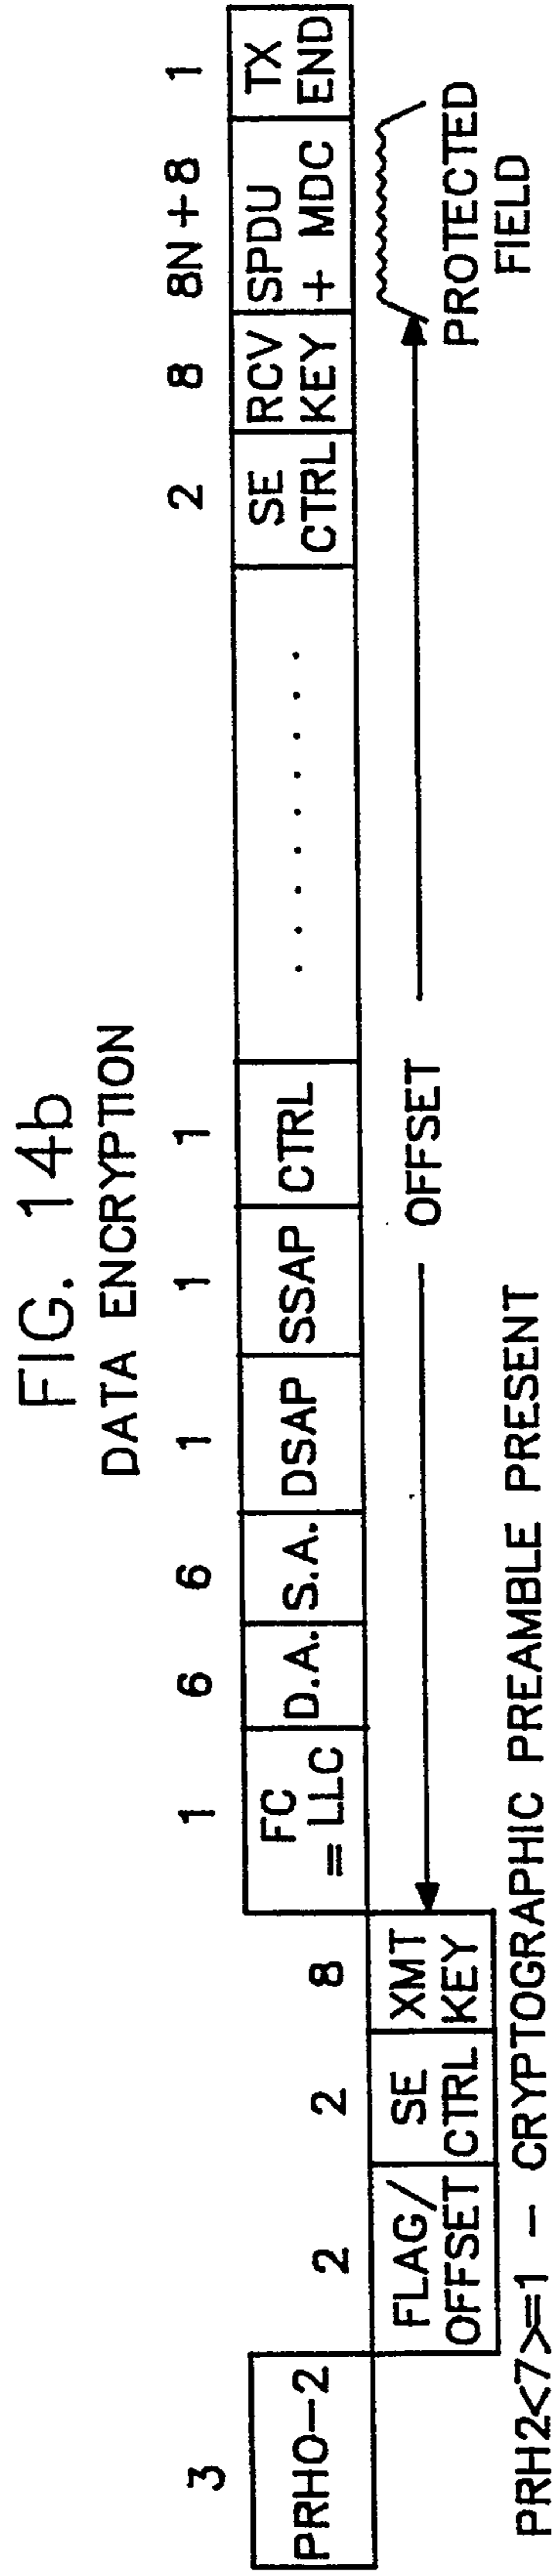 FIG. 14b
DATA ENCRYPTION
3 2 2 8 1 6 6 1 1 1 2 8 8N+8 1
PRHO-2
FLAG/
OFFSET
SE
CTRL
XMT
KEY
FC
= LLC
D.A.
S.A.
DSAP
SSAP
CTRL
. . . . . . . . .
SE
CTRL
RCV
KEY
SPDU
+ MDC
TX
END
OFFSET
PROTECTED
FIELD
PRH2<7>=1 – CRYPTOGRAPHIC PREAMBLE PRESENT